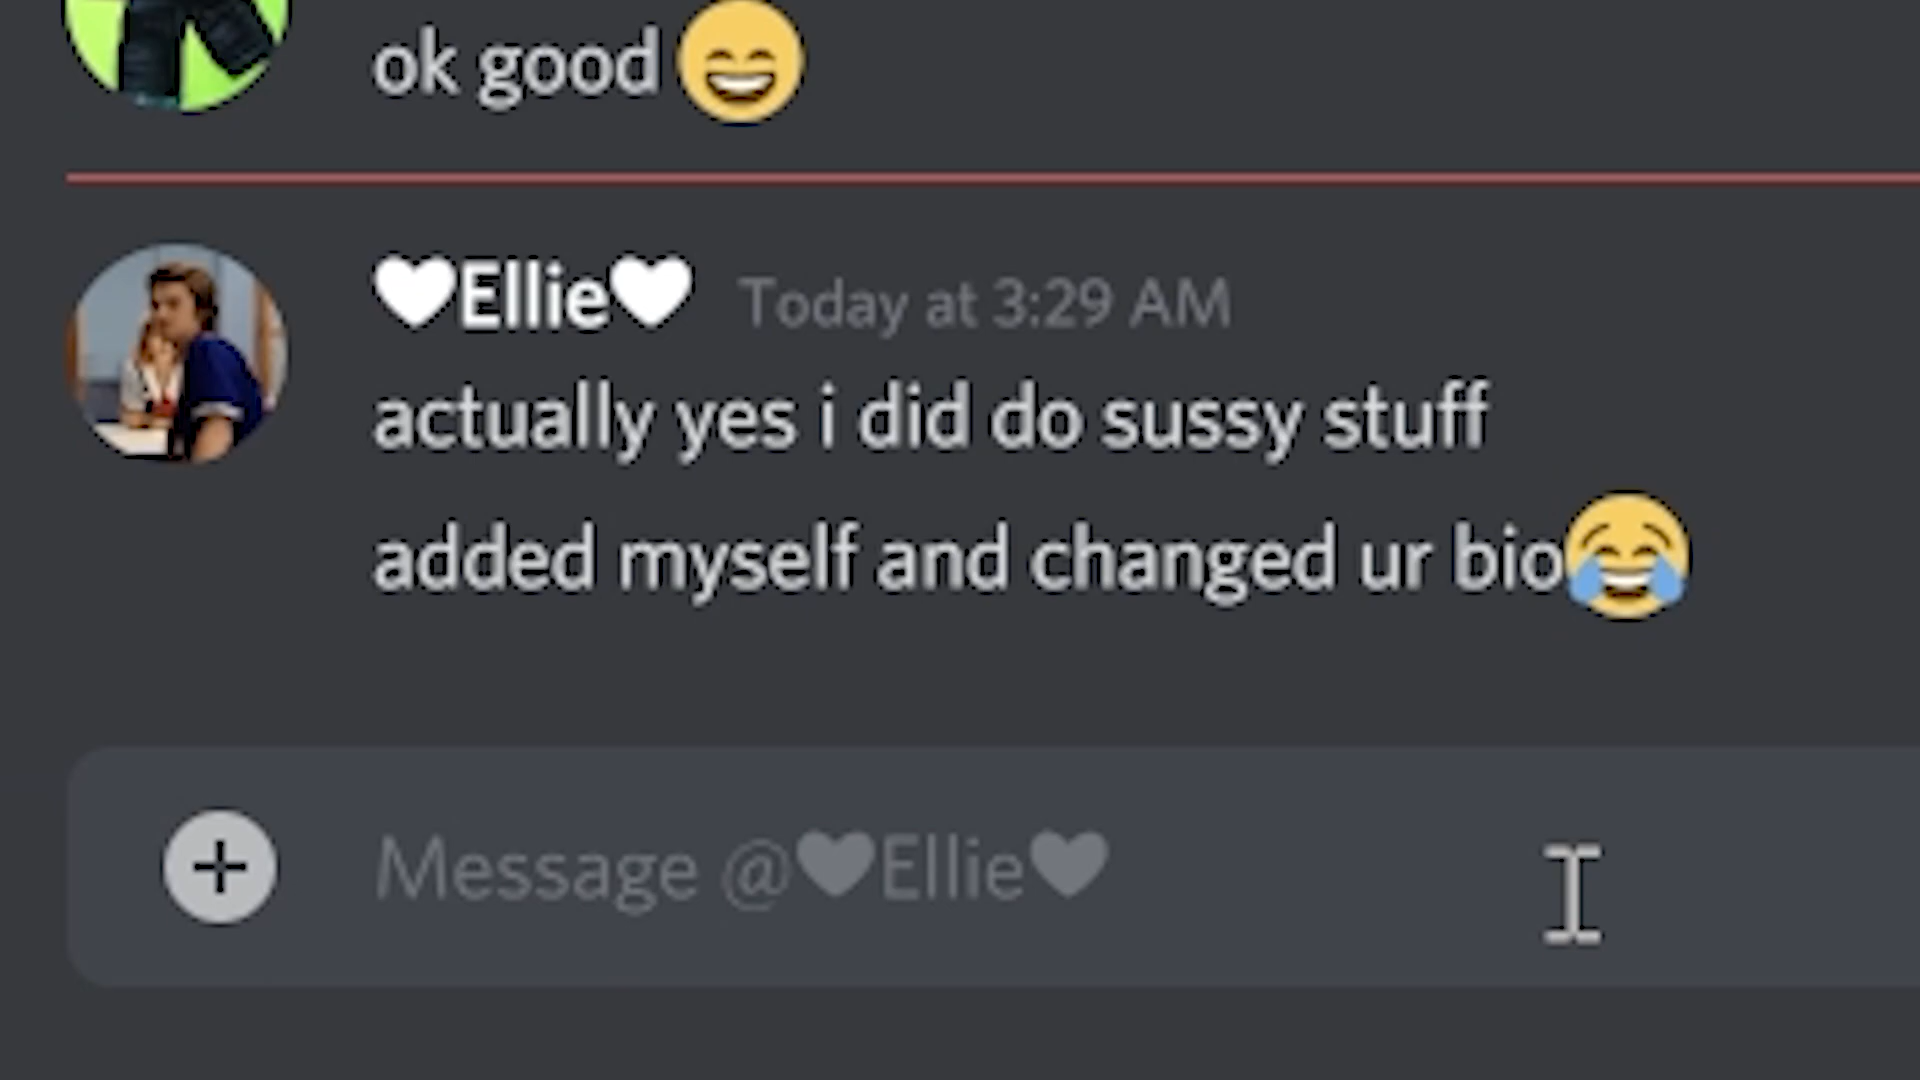 ok good 😄
🤍Ellie🤍 Today at 3:29 AM
actually yes i did do sussy stuff
added myself and changed ur bio😂
Message @🤍Ellie🤍